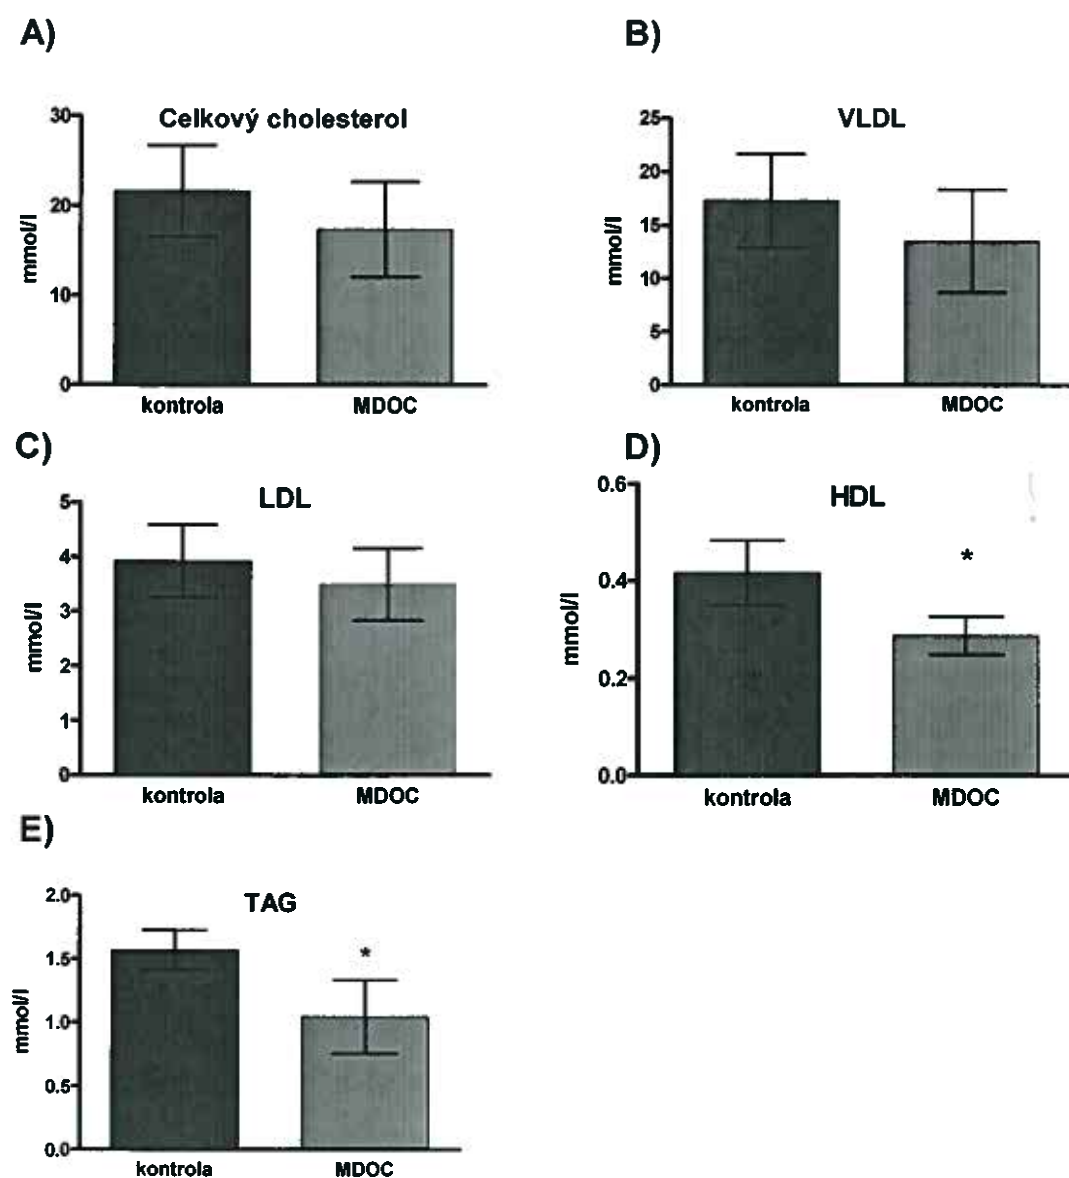 A)
Celkový cholesterol
30
20
10
0
mmol/l
kontrola MDOC
B)
VLDL
25
20
15
10
5
0
mmol/l
kontrola MDOC
C)
LDL
5
4
3
2
1
0
mmol/l
kontrola MDOC
D)
HDL
0.6
0.4
0.2
0.0
mmol/l
*
kontrola MDOC
E)
TAG
2.0
1.5
1.0
0.5
0.0
mmol/l
*
kontrola MDOC